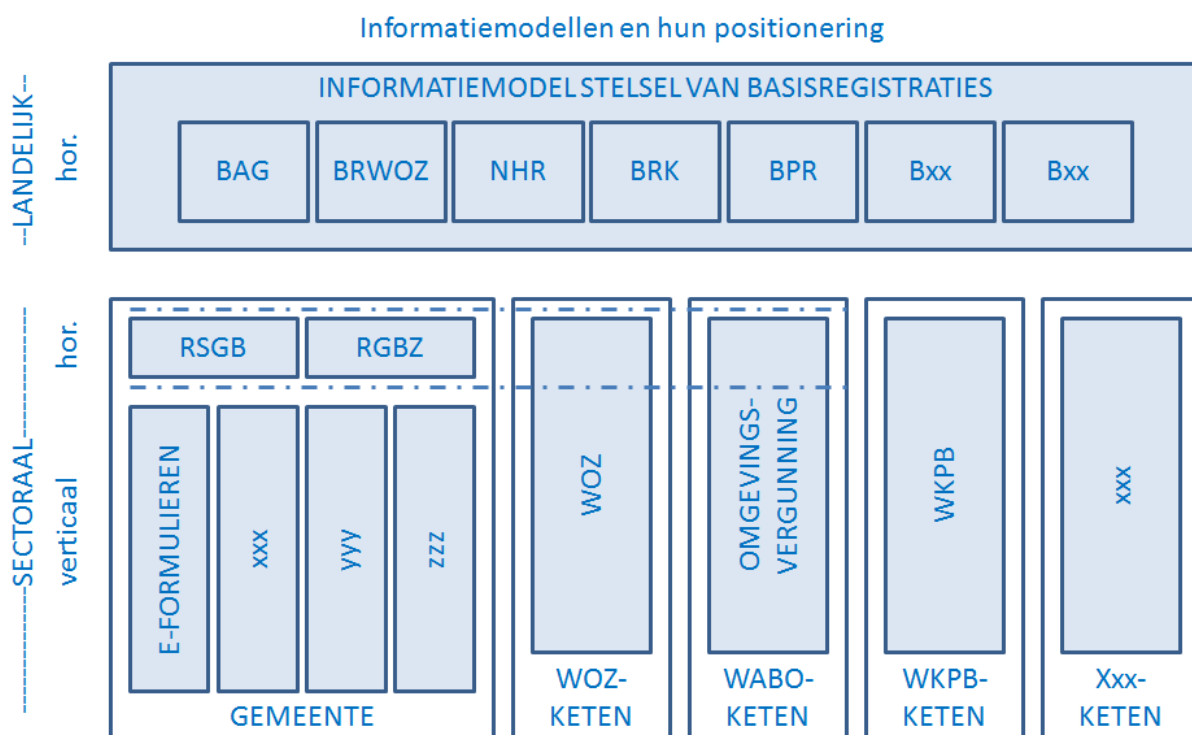 Informatiemodellen en hun positionering
--LANDELIJK--
hor.
INFORMATIEMODEL STELSEL VAN BASISREGISTRATIES
BAG
BRWOZ
NHR
BRK
BPR
Bxx
Bxx
-----------SECTORAAL-----------
hor.
verticaal
RSGB
RGBZ
E-FORMULIEREN
xxx
yyy
zzz
GEMEENTE
WOZ
WOZ-
KETEN
OMGEVINGS-
VERGUNNING
WABO-
KETEN
WKPB
WKPB-
KETEN
xxx
Xxx-
KETEN